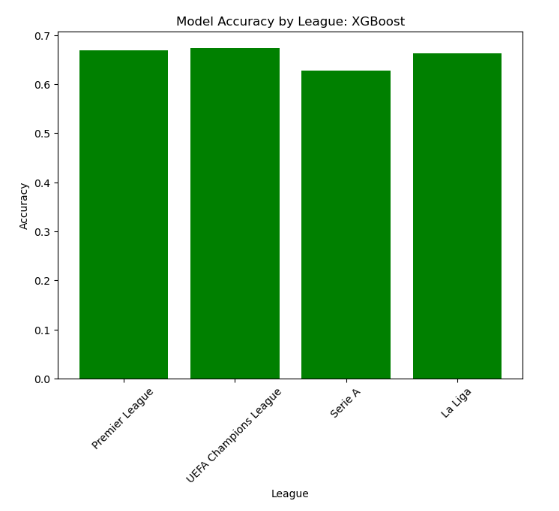 Model Accuracy by League: XGBoost
0.7
0.6
0.5
0.4
0.3
0.2
0.1
0.0
Accuracy
Premier League
UEFA Champions League
Serie A
La Liga
League